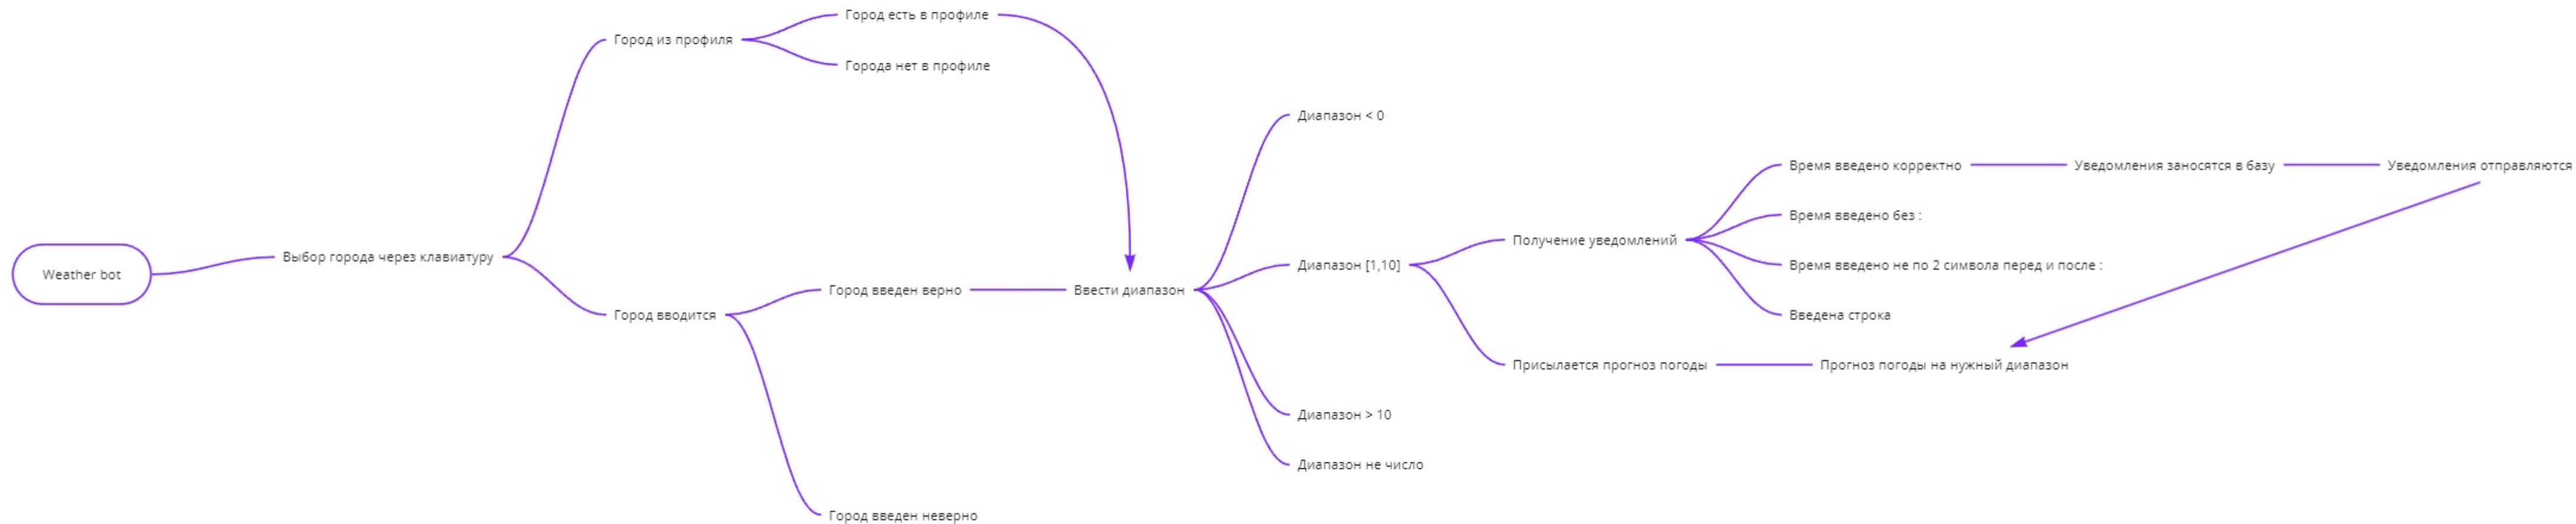 Weather bot
Выбор города через клавиатуру
Город из профиля
Город есть в профиле
Города нет в профиле
Город вводится
Город введен верно
Город введен неверно
Ввести диапазон
Диапазон < 0
Диапазон [1,10]
Диапазон > 10
Диапазон не число
Получение уведомлений
Время введено корректно
Уведомления заносятся в базу
Уведомления отправляются
Время введено без :
Время введено не по 2 символа перед и после :
Введена строка
Присылается прогноз погоды
Прогноз погоды на нужный диапазон